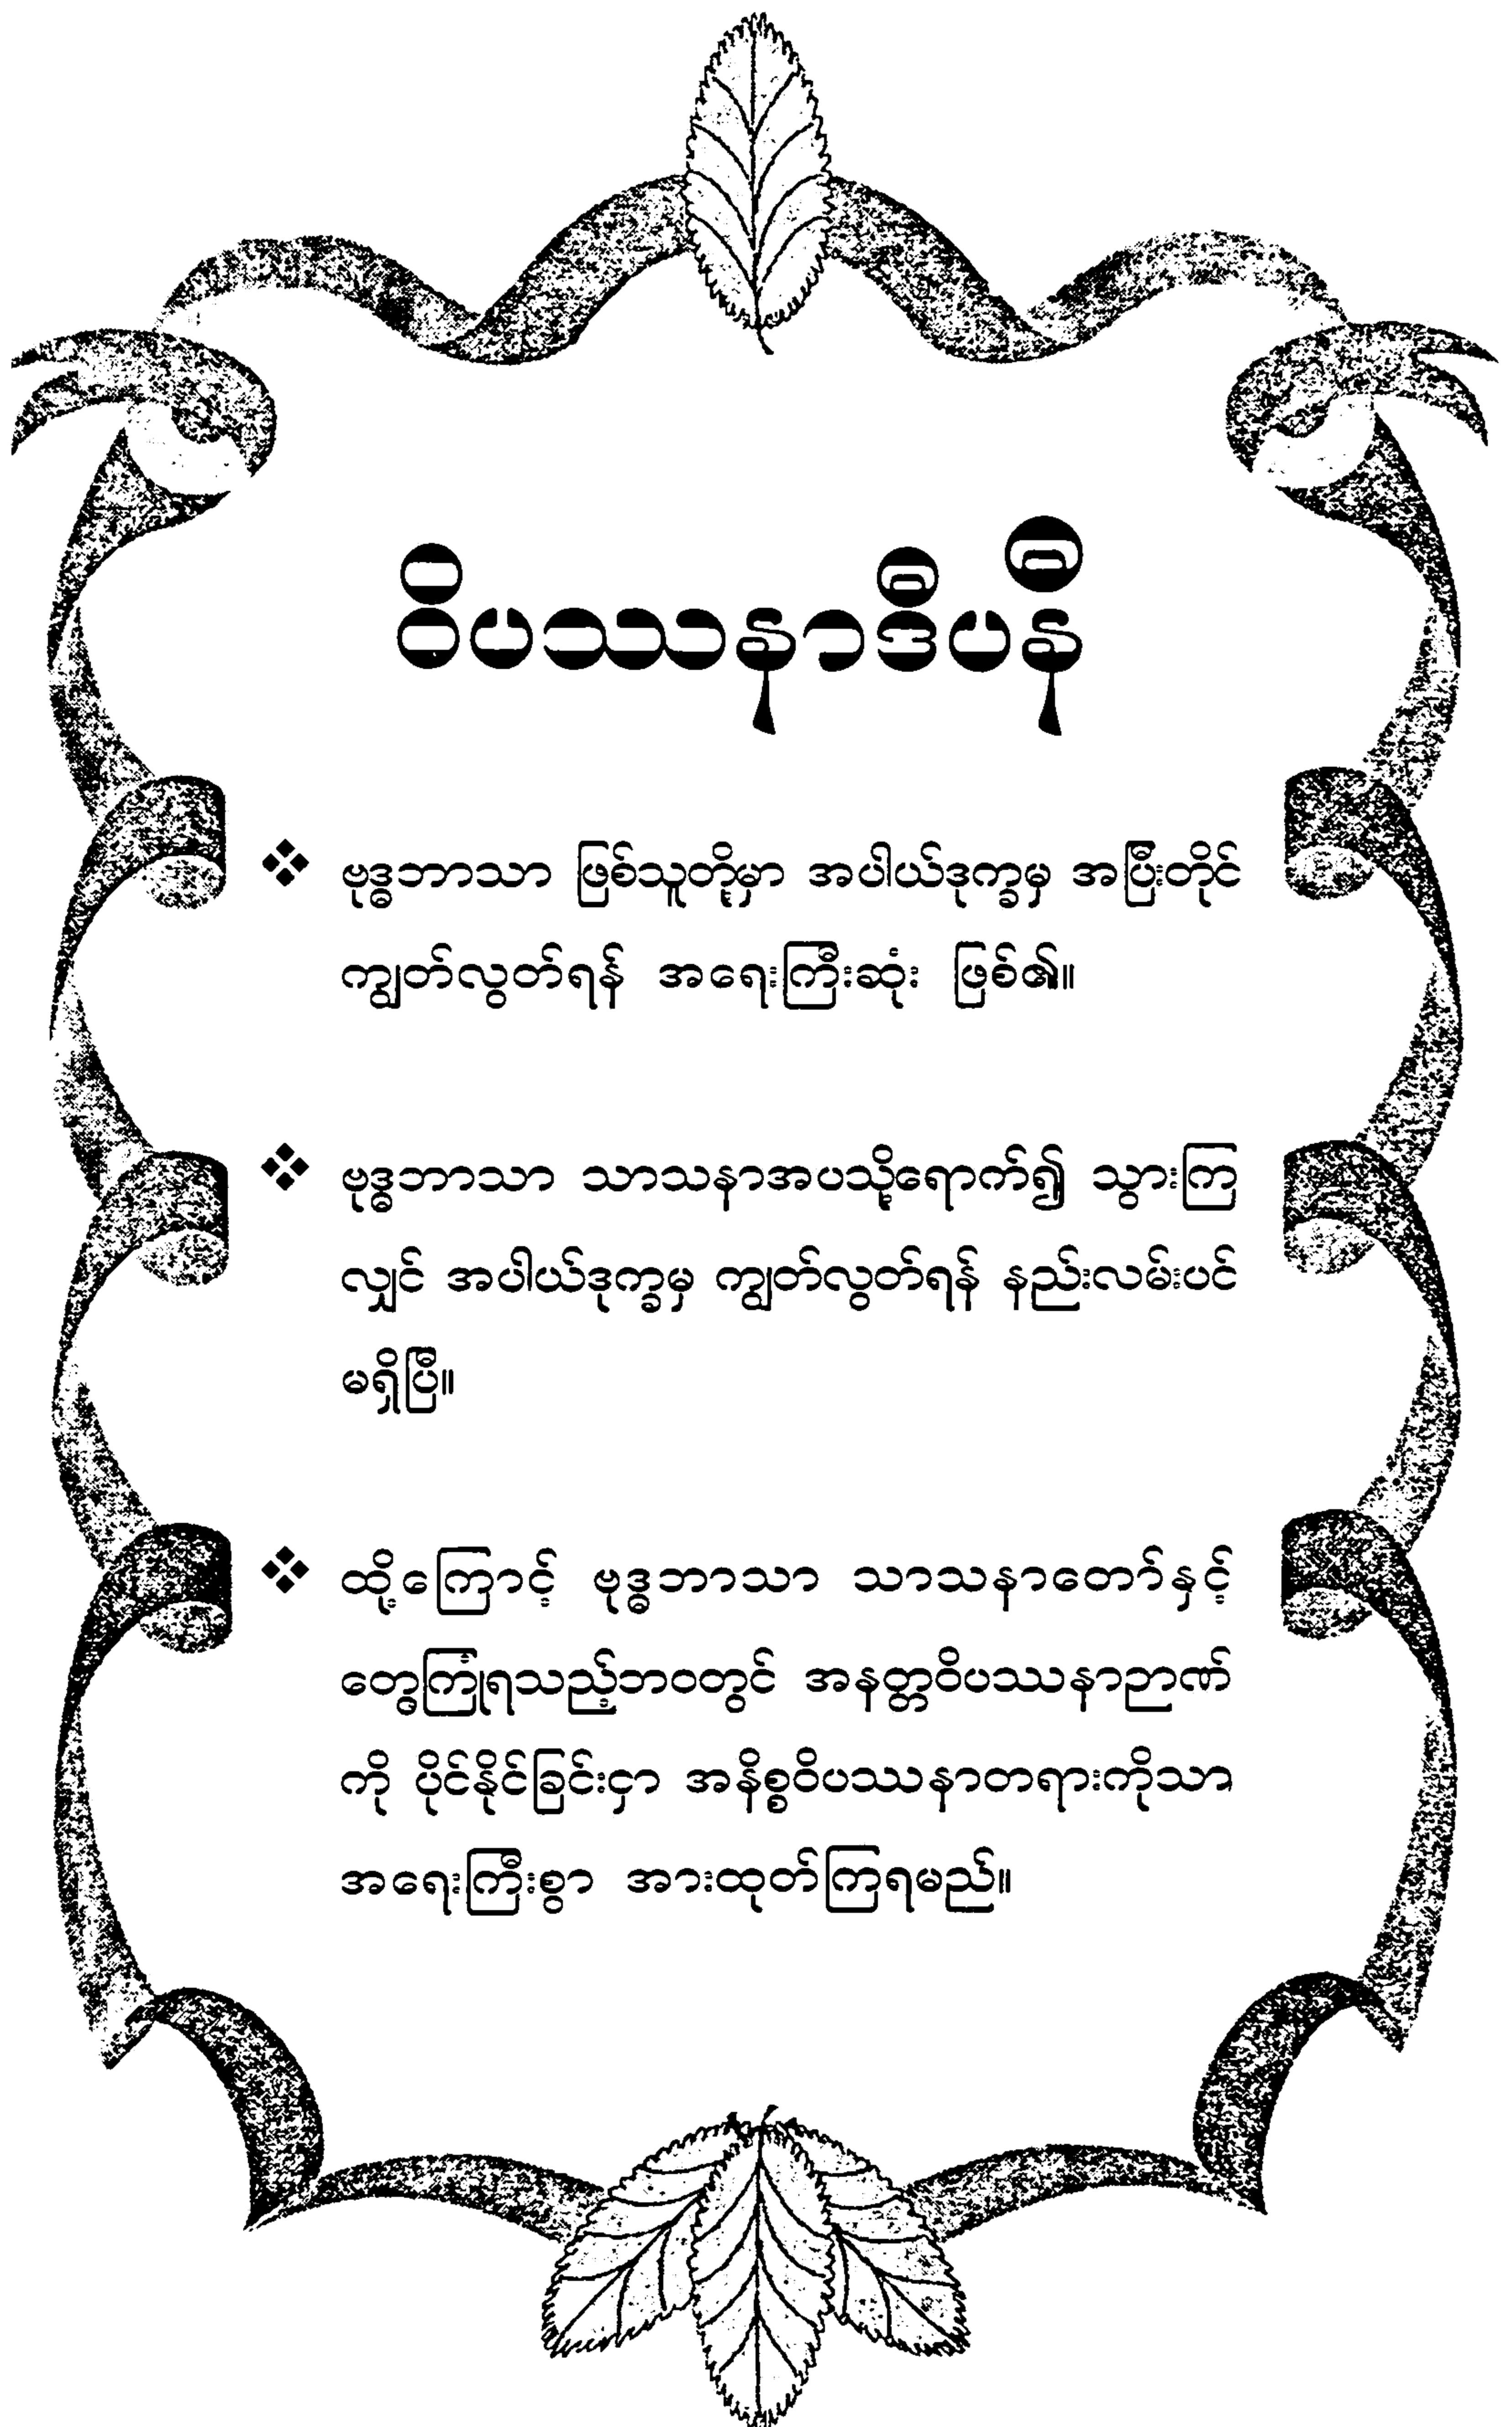 ဝိပဿနာဒီပနီ
❖ ဗုဒ္ဓဘာသာ ဖြစ်သူတို့မှာ အပါယ်ဒုက္ခမှ အပြီးတိုင်
ကျွတ်လွတ်ရန် အရေးကြီးဆုံး ဖြစ်၏။
❖ ဗုဒ္ဓဘာသာ သာသနာအပသို့ရောက်၍ သွားကြ
လျှင် အပါယ်ဒုက္ခမှ ကျွတ်လွတ်ရန် နည်းလမ်းပင်
မရှိပြီ။
❖ ထို့ကြောင့် ဗုဒ္ဓဘာသာ သာသနာတော်နှင့်
တွေ့ကြုံရသည့်ဘဝတွင် အနတ္တဝိပဿနာဉာဏ်
ကို ပိုင်နိုင်ခြင်းငှာ အနိစ္စဝိပဿနာတရားကိုသာ
အရေးကြီးစွာ အားထုတ်ကြရမည်။